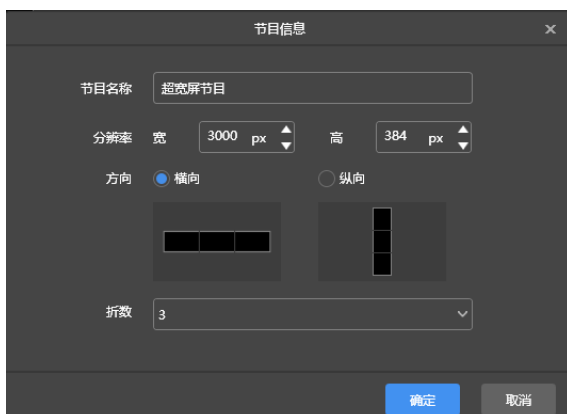 节目信息
节目名称 超宽屏节目
分辨率 宽 3000 px 高 384 px
方向 横向 纵向
折数 3
确定 取消